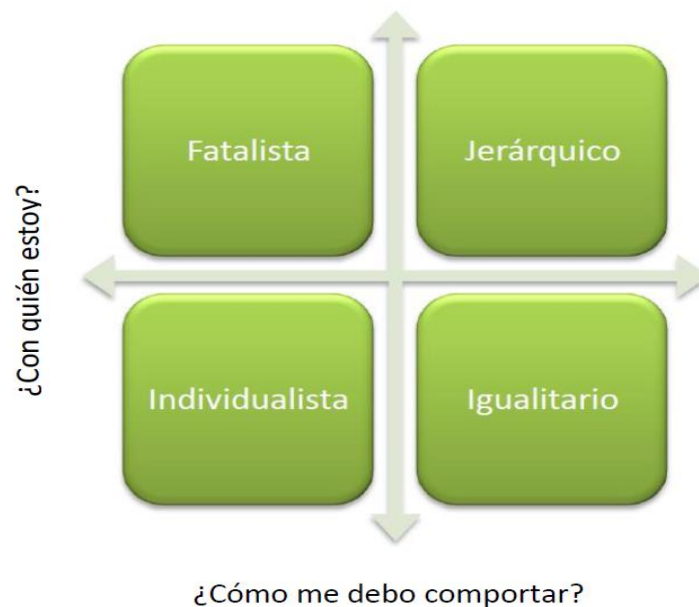 Fatalista
Jerárquico
¿Con quién estoy?
Individualista
Igualitario
¿Cómo me debo comportar?